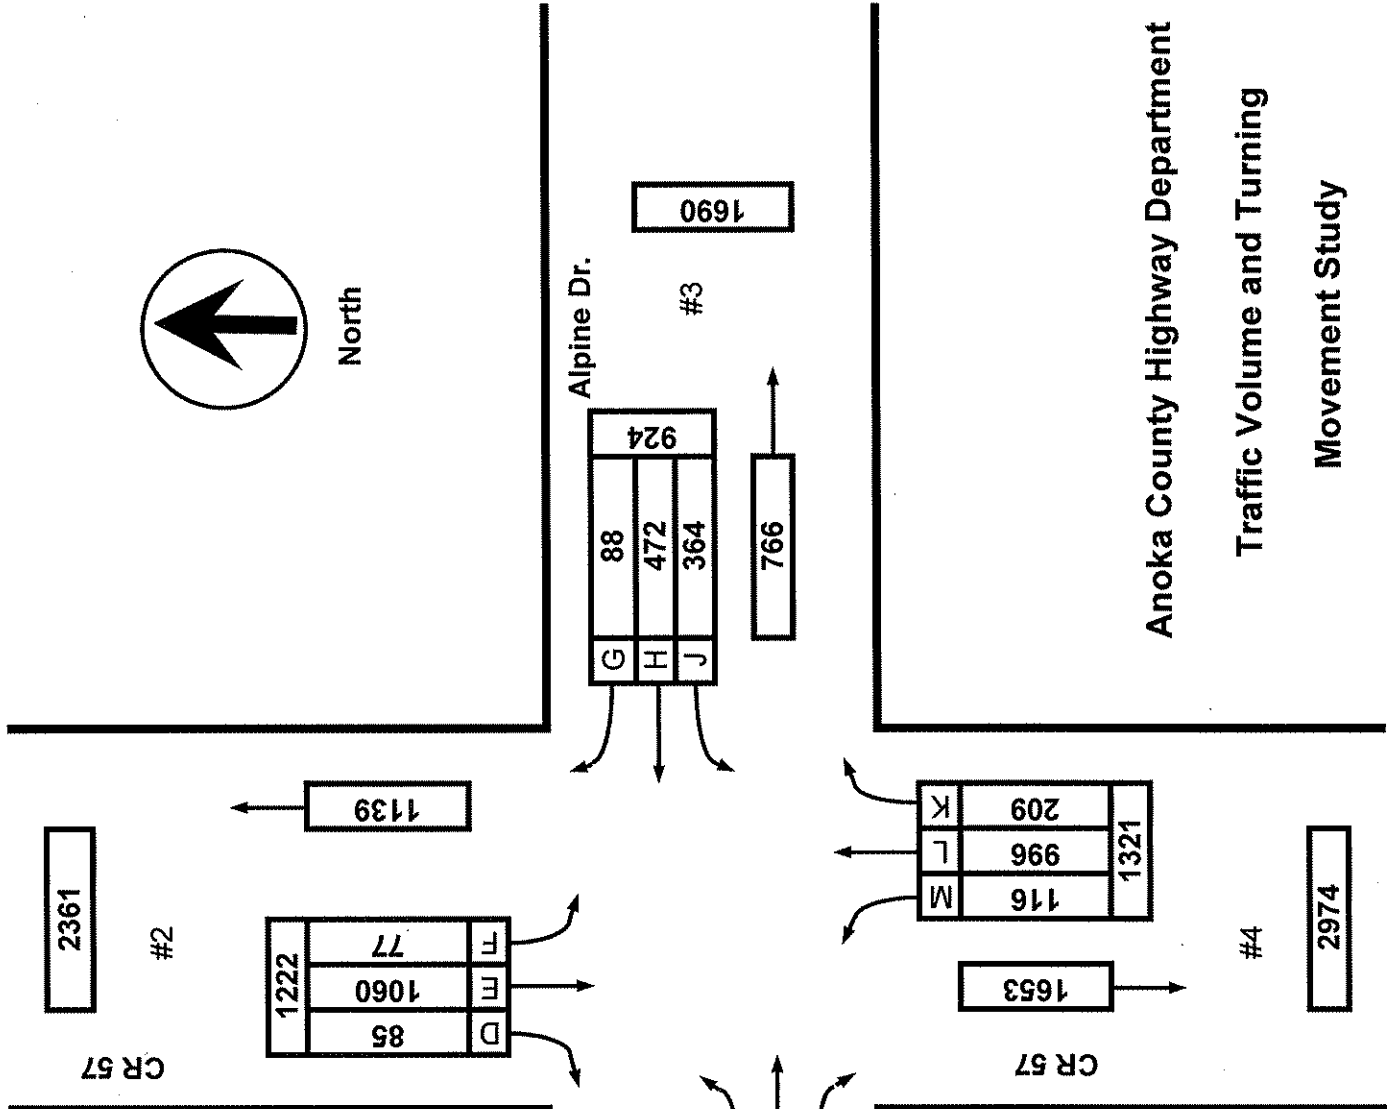 Anoka County Highway Department
Traffic Volume and Turning
Movement Study
North
CR 57
#2
2361
1222
85
1060
77
D
E
F
1139
Alpine Dr.
#3
1690
924
G 88
H 472
J 364
766
K 209
L 996
M 116
1321
1653
#4
2974
CR 57